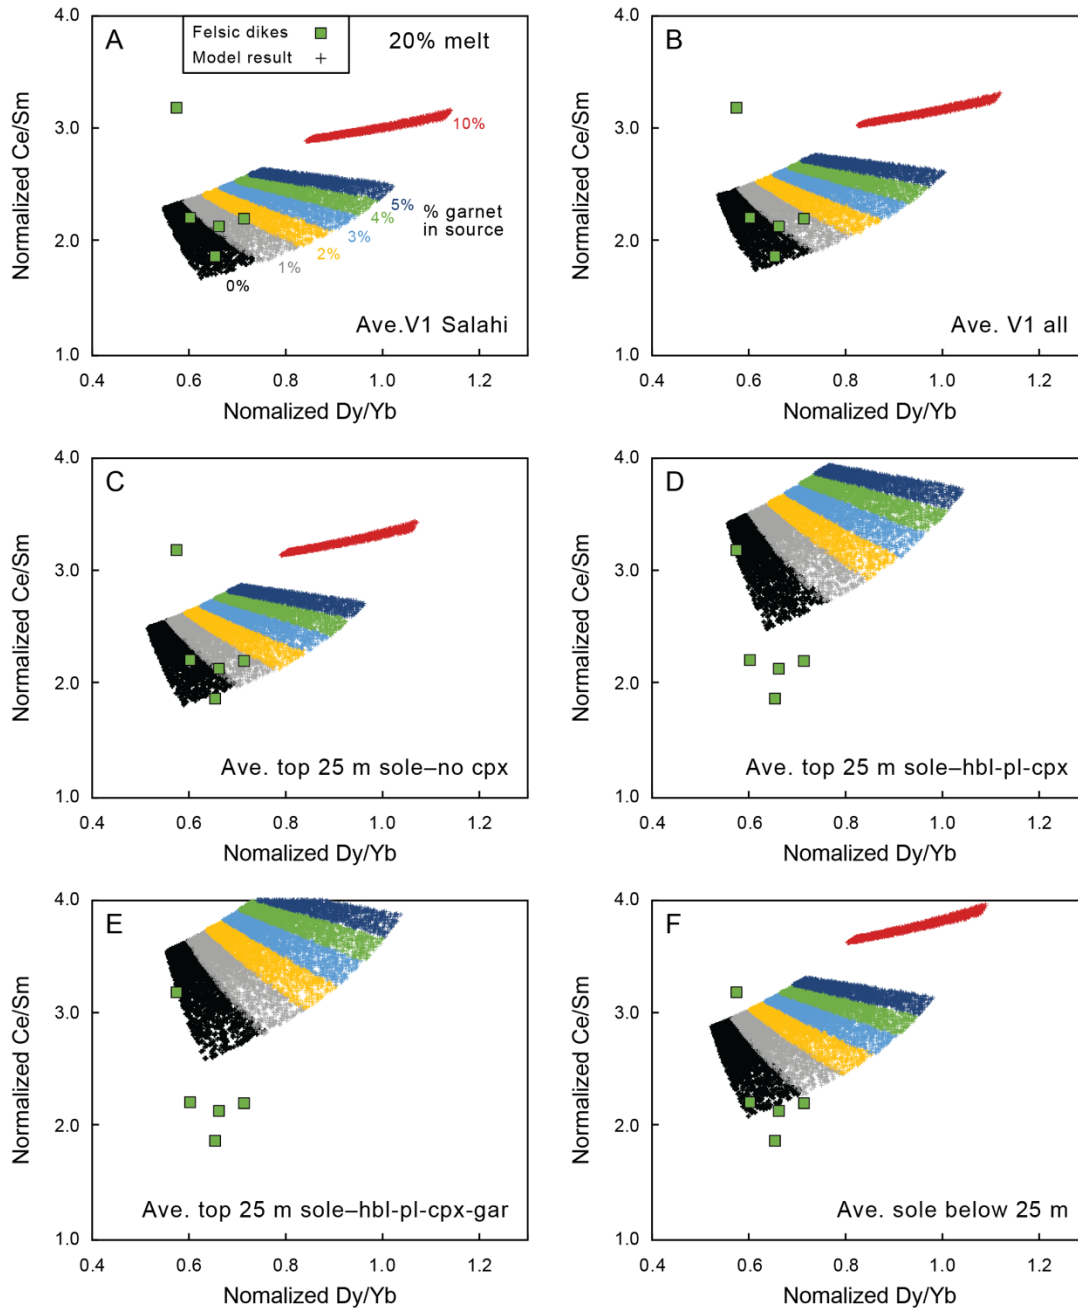 A
Felsic dikes
Model result
20% melt
4.0
3.0
2.0
1.0
Normalized Ce/Sm
10%
5%
4%
3%
2%
1%
0%
% garnet
in source
Ave.V1 Salahi
0.4 0.6 0.8 1.0 1.2
Nomalized Dy/Yb
B
4.0
3.0
2.0
1.0
Normalized Ce/Sm
Ave. V1 all
0.4 0.6 0.8 1.0 1.2
Nomalized Dy/Yb
C
4.0
3.0
2.0
1.0
Normalized Ce/Sm
Ave. top 25 m sole–no cpx
0.4 0.6 0.8 1.0 1.2
Nomalized Dy/Yb
D
4.0
3.0
2.0
1.0
Normalized Ce/Sm
Ave. top 25 m sole–hbl-pl-cpx
0.4 0.6 0.8 1.0 1.2
Nomalized Dy/Yb
E
4.0
3.0
2.0
1.0
Normalized Ce/Sm
Ave. top 25 m sole–hbl-pl-cpx-gar
0.4 0.6 0.8 1.0 1.2
Nomalized Dy/Yb
F
4.0
3.0
2.0
1.0
Normalized Ce/Sm
Ave. sole below 25 m
0.4 0.6 0.8 1.0 1.2
Nomalized Dy/Yb